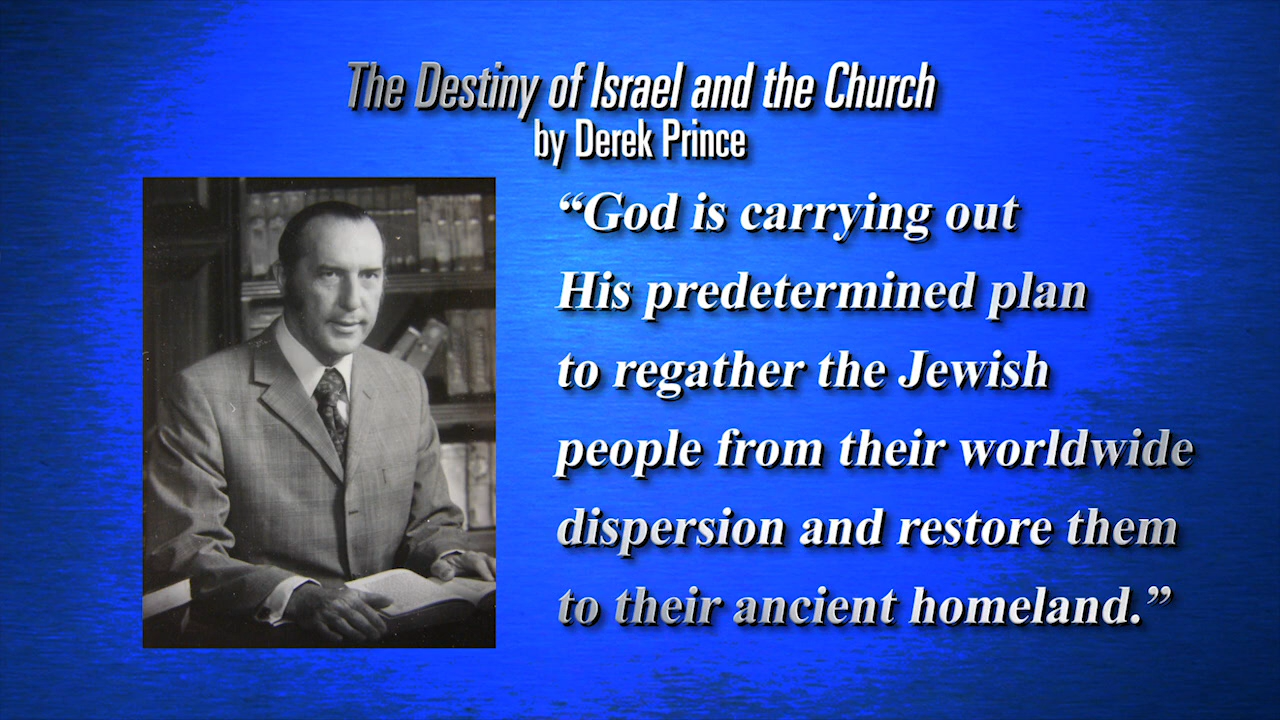 The Destiny of Israel and the Church
by Derek Prince
“God is carrying out
His predetermined plan
to regather the Jewish
people from their worldwide
dispersion and restore them
to their ancient homeland.”